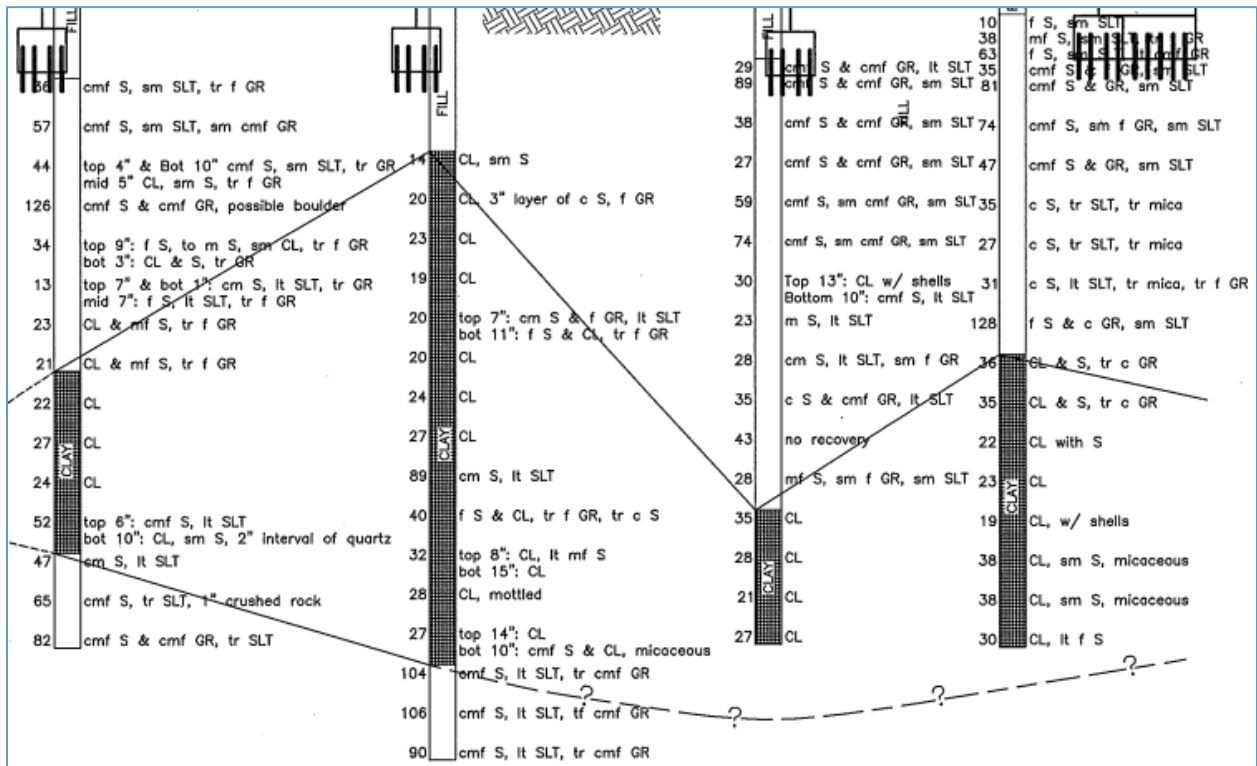 FILL
36 cmf S, sm SLT, tr f GR
57 cmf S, sm SLT, sm cmf GR
44 top 4" & Bot 10" cmf S, sm SLT, tr GR
mid 5" CL, sm S, tr f GR
126 cmf S & cmf GR, possible boulder
34 top 9": f S, to m S, sm CL, tr f GR
bot 3": CL & S, tr GR
13 top 7" & bot 1": cm S, lt SLT, tr GR
mid 7": f S, lt SLT, tr f GR
23 CL & mf S, tr f GR
21 CL & mf S, tr f GR
22 CL
27 CL
24 CL
CLAY
52 top 6": cmf S, lt SLT
bot 10": CL, sm S, 2" interval of quartz
47 cm S, lt SLT
65 cmf S, tr SLT, 1" crushed rock
82 cmf S & cmf GR, tr SLT
FILL
14 CL, sm S
20 CL, 3" layer of c S, f GR
23 CL
19 CL
20 top 7": cm S & f GR, lt SLT
bot 11": f S & CL, tr f GR
20 CL
24 CL
27 CL
CLAY
89 cm S, lt SLT
40 f S & CL, tr f GR, tr c S
32 top 8": CL, lt mf S
bot 15": CL
28 CL, mottled
27 top 14": CL
bot 10": cmf S & CL, micaceous
104 cmf S, lt SLT, tr cmf GR
106 cmf S, lt SLT, tf cmf GR
90 cmf S, lt SLT, tr cmf GR
FILL
29 cmf S & cmf GR, lt SLT
89 cmf S & cmf GR, sm SLT
FILL
38 cmf S & cmf GR, sm SLT
27 cmf S & cmf GR, sm SLT
59 cmf S, sm cmf GR, sm SLT
74 cmf S, sm cmf GR, sm SLT
30 Top 13": CL w/ shells
Bottom 10": cmf S, lt SLT
23 m S, lt SLT
28 cm S, lt SLT, sm f GR
35 c S & cmf GR, lt SLT
43 no recovery
28 mf S, sm f GR, sm SLT
35 CL
28 CL
CLAY
21 CL
27 CL
10 f S, sm SLT
38 mf S, sm SLT, tr GR
63 f S, sm GR
35 cmf S & f GR, sm SLT
81 cmf S & GR, sm SLT
74 cmf S, sm f GR, sm SLT
47 cmf S & GR, sm SLT
35 c S, tr SLT, tr mica
27 c S, tr SLT, tr mica
31 c S, lt SLT, tr mica, tr f GR
128 f S & c GR, sm SLT
36 CL & S, tr c GR
35 CL & S, tr c GR
22 CL with S
23 CL
CLAY
19 CL, w/ shells
38 CL, sm S, micaceous
38 CL, sm S, micaceous
30 CL, lt f S
? ? ? ?